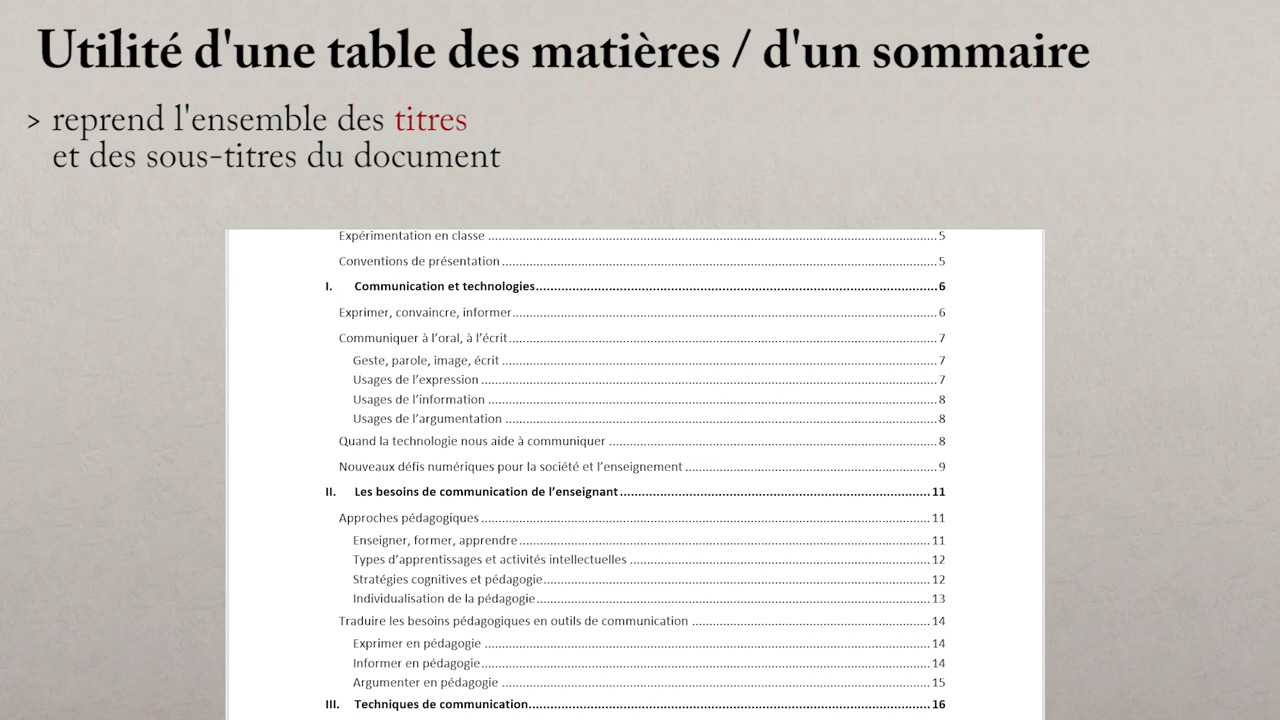 Utilité d'une table des matières / d'un sommaire
> reprend l'ensemble des titres
et des sous-titres du document
Expérimentation en classe ........ 5
Conventions de présentation ........ 5
I. Communication et technologies ........ 6
Exprimer, convaincre, informer ........ 6
Communiquer à l’oral, à l’écrit ........ 7
Geste, parole, image, écrit ........ 7
Usages de l’expression ........ 7
Usages de l’information ........ 8
Usages de l’argumentation ........ 8
Quand la technologie nous aide à communiquer ........ 8
Nouveaux défis numériques pour la société et l’enseignement ........ 9
II. Les besoins de communication de l’enseignant ........ 11
Approches pédagogiques ........ 11
Enseigner, former, apprendre ........ 11
Types d’apprentissages et activités intellectuelles ........ 12
Stratégies cognitives et pédagogie ........ 12
Individualisation de la pédagogie ........ 13
Traduire les besoins pédagogiques en outils de communication ........ 14
Exprimer en pédagogie ........ 14
Informer en pédagogie ........ 14
Argumenter en pédagogie ........ 15
III. Techniques de communication ........ 16